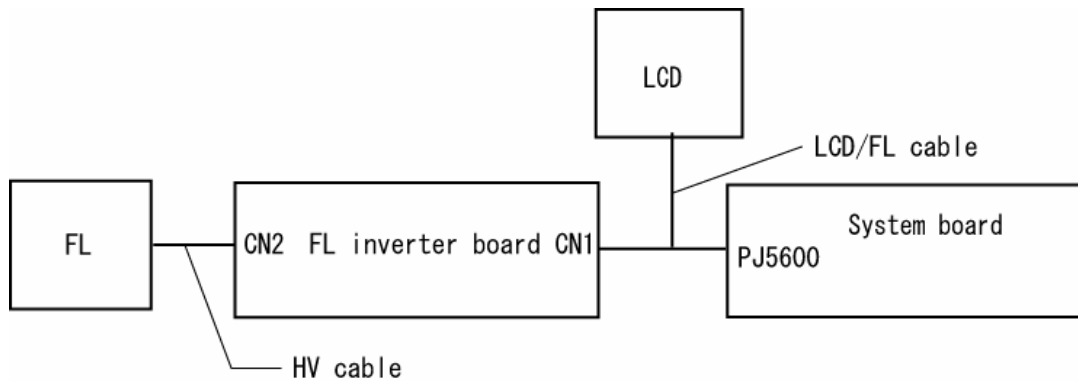 LCD
LCD/FL cable
System board
FL
CN2 FL inverter board CN1
PJ5600
HV cable